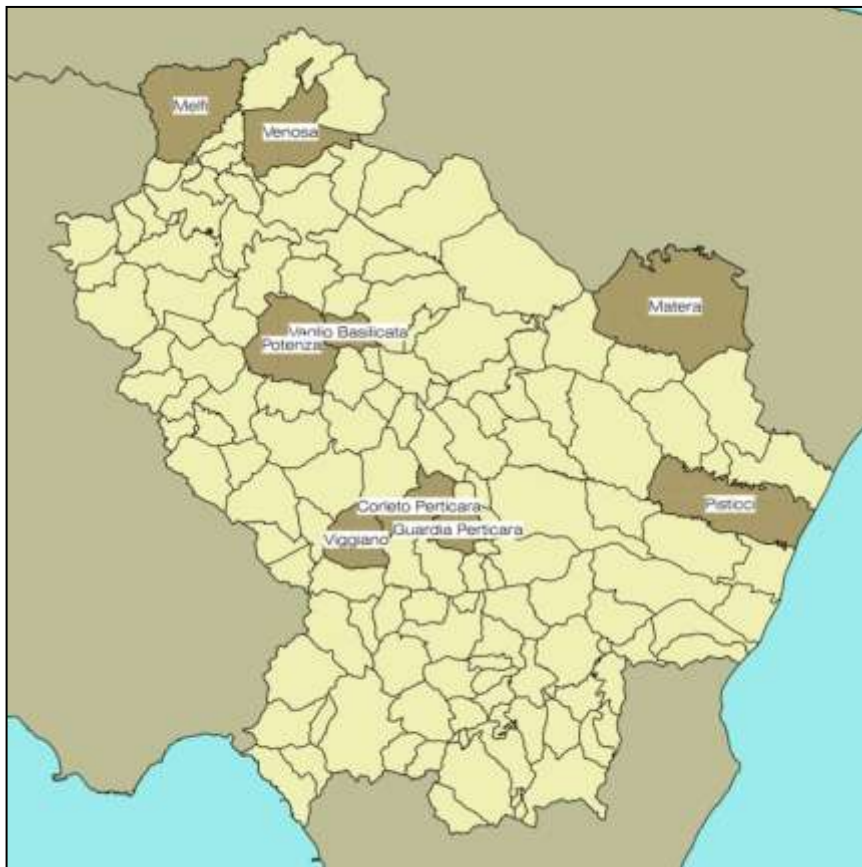 Melfi
Venosa
Matera
Vaglio Basilicata
Potenza
Pisticci
Corleto Perticara
Guardia Perticara
Viggiano